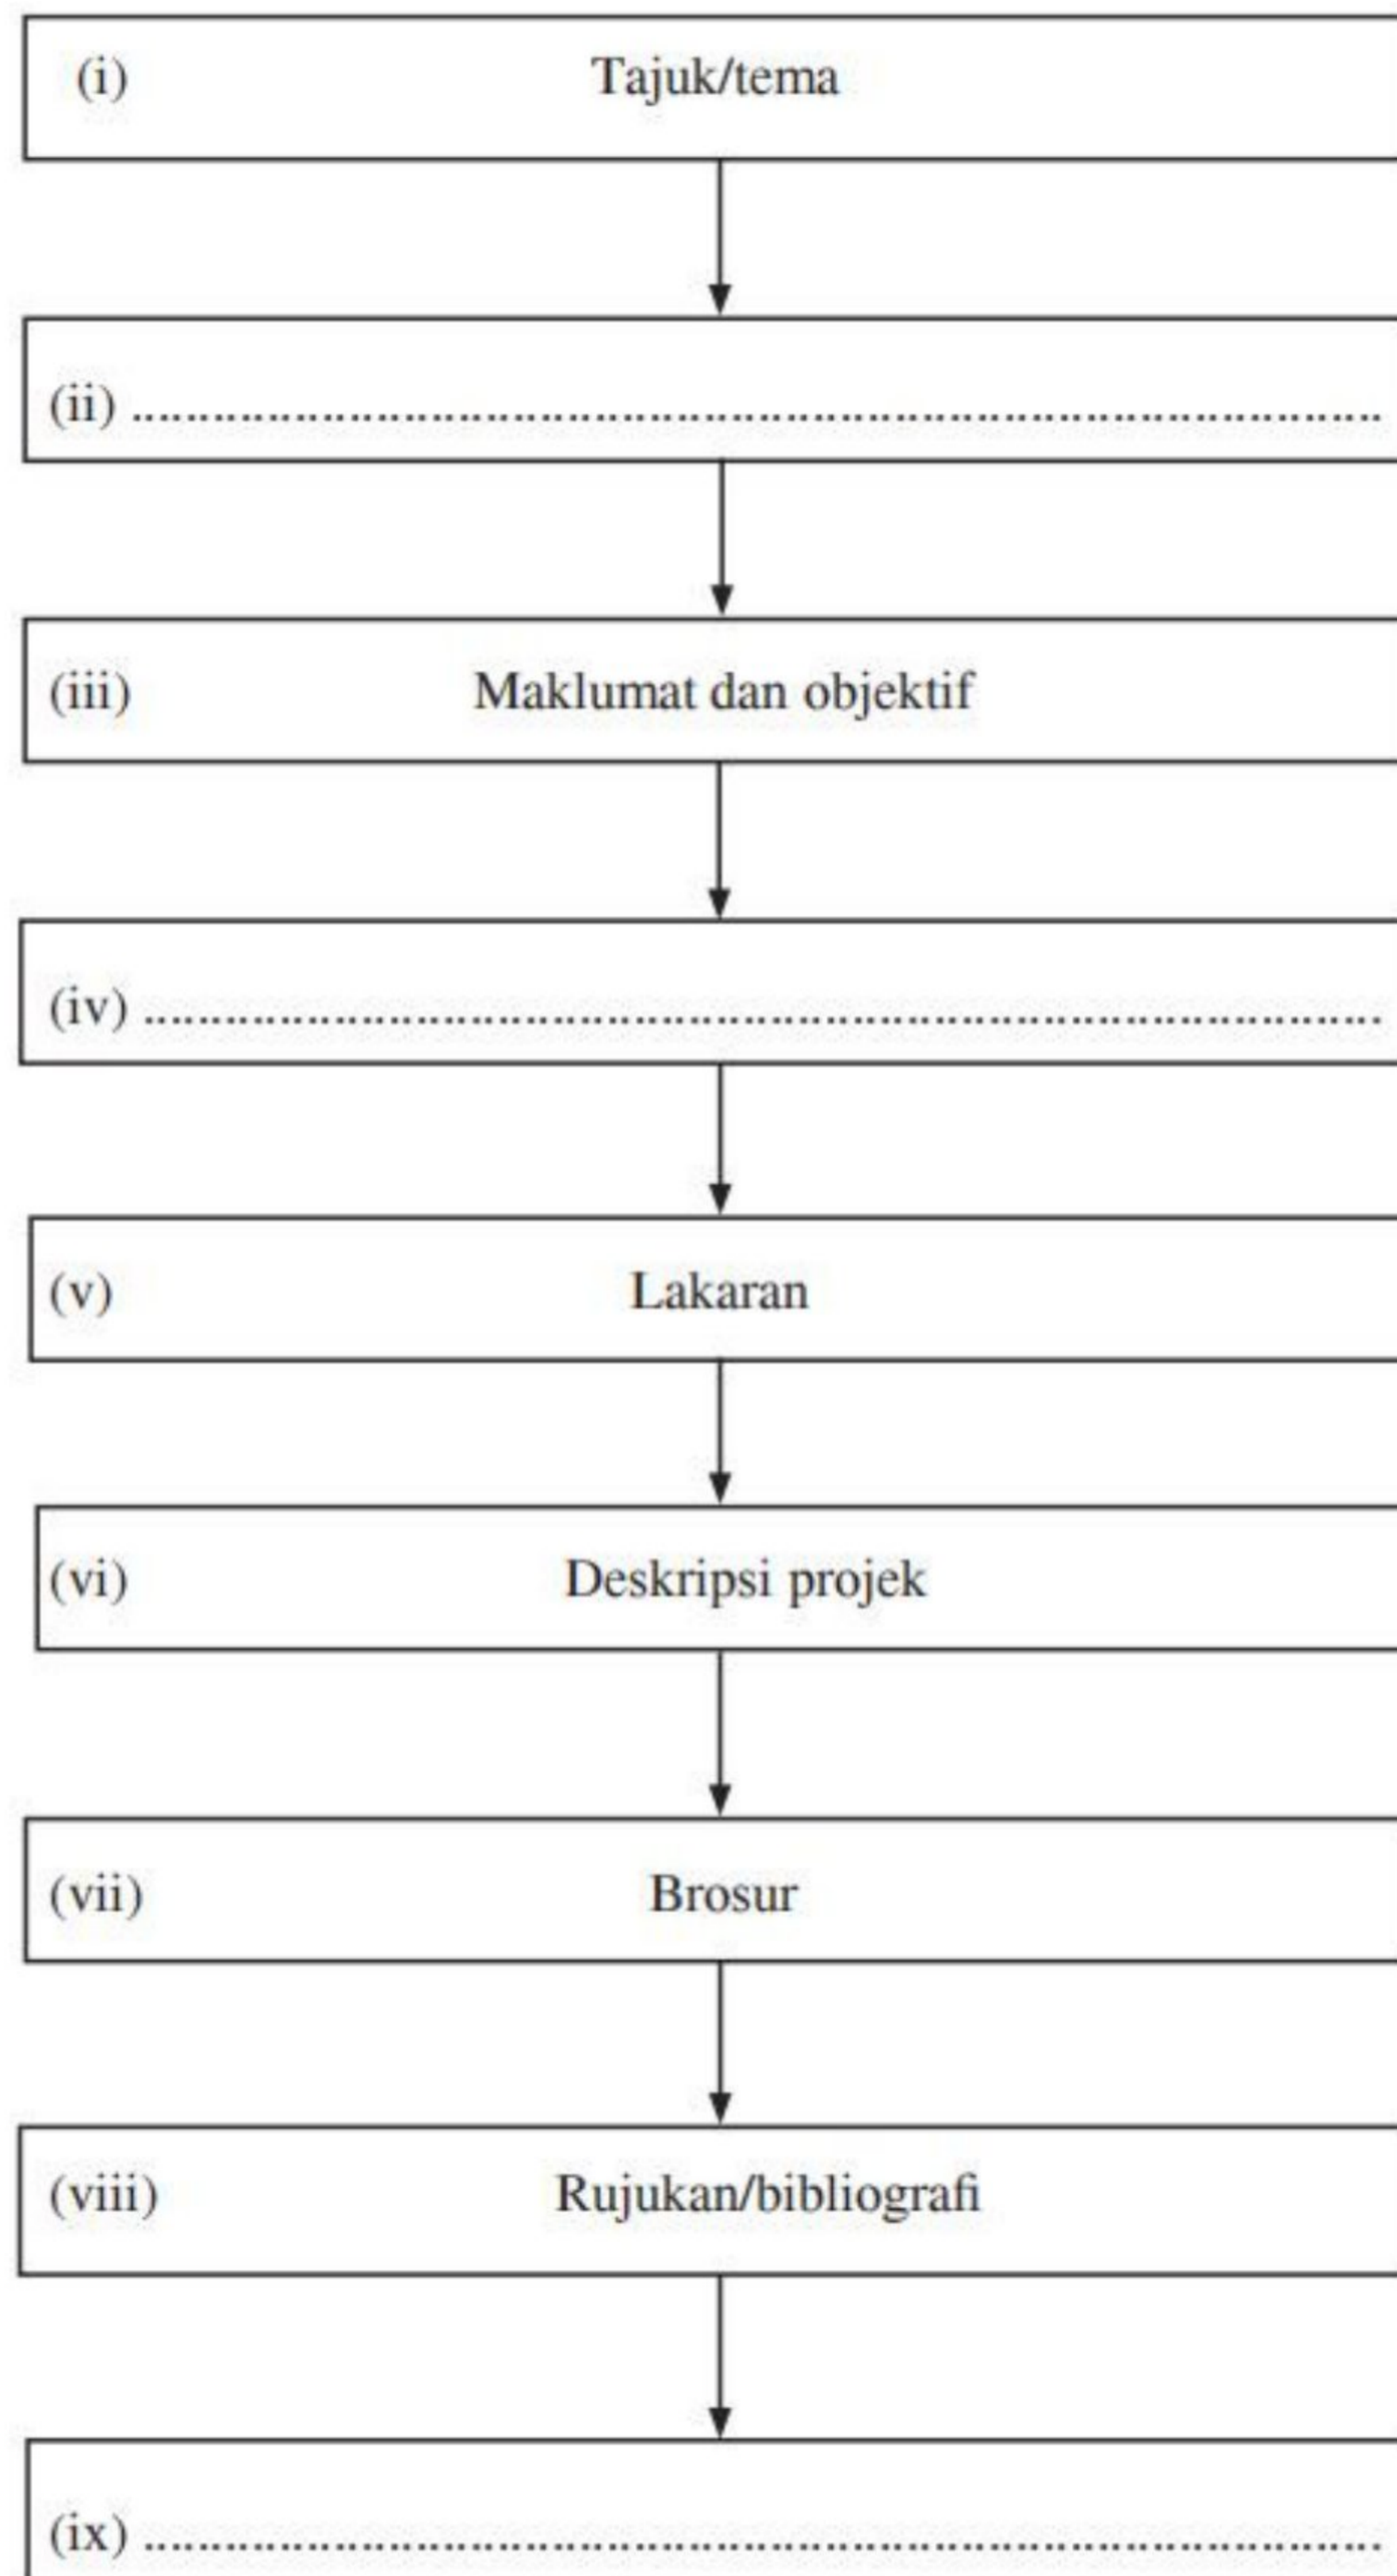 (i) Tajuk/tema
(ii) ........................................................................................
(iii) Maklumat dan objektif
(iv) ........................................................................................
(v) Lakaran
(vi) Deskripsi projek
(vii) Brosur
(viii) Rujukan/bibliografi
(ix) ........................................................................................